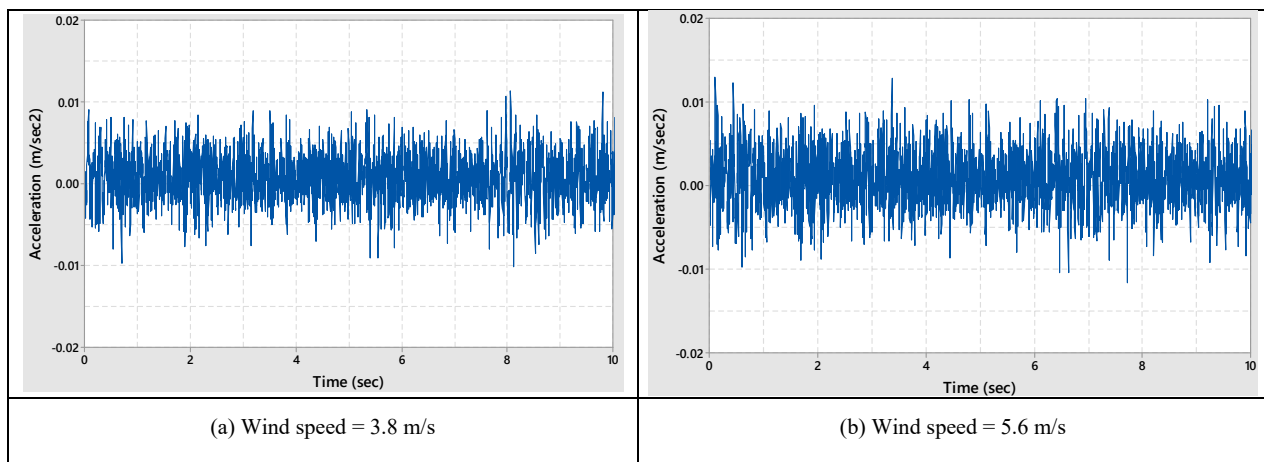 0.02
0.01
0.00
-0.01
-0.02
Acceleration (m/sec2)
0 2 4 6 8 10
Time (sec)
0.02
0.01
0.00
-0.01
-0.02
Acceleration (m/sec2)
0 2 4 6 8 10
Time (sec)
(a) Wind speed = 3.8 m/s
(b) Wind speed = 5.6 m/s